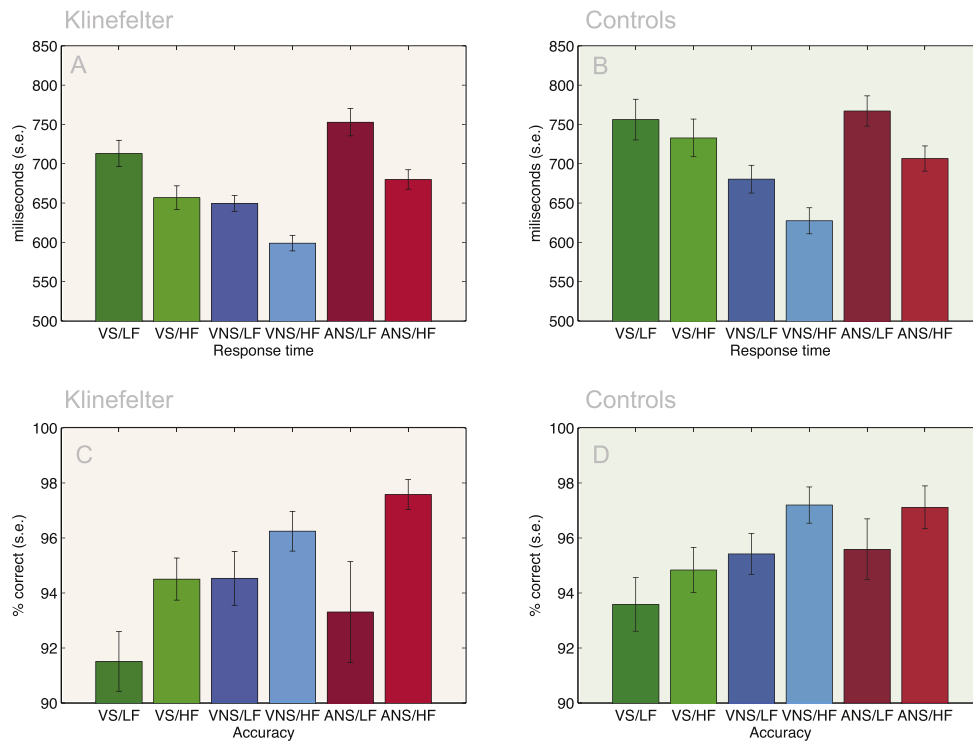 Klinefelter
A
850
800
750
700
650
600
550
500
miliseconds (s.e.)
VS/LF VS/HF VNS/LF VNS/HF ANS/LF ANS/HF
Response time
Controls
B
850
800
750
700
650
600
550
500
miliseconds (s.e.)
VS/LF VS/HF VNS/LF VNS/HF ANS/LF ANS/HF
Response time
Klinefelter
C
100
98
96
94
92
90
% correct (s.e.)
VS/LF VS/HF VNS/LF VNS/HF ANS/LF ANS/HF
Accuracy
Controls
D
100
98
96
94
92
90
% correct (s.e.)
VS/LF VS/HF VNS/LF VNS/HF ANS/LF ANS/HF
Accuracy